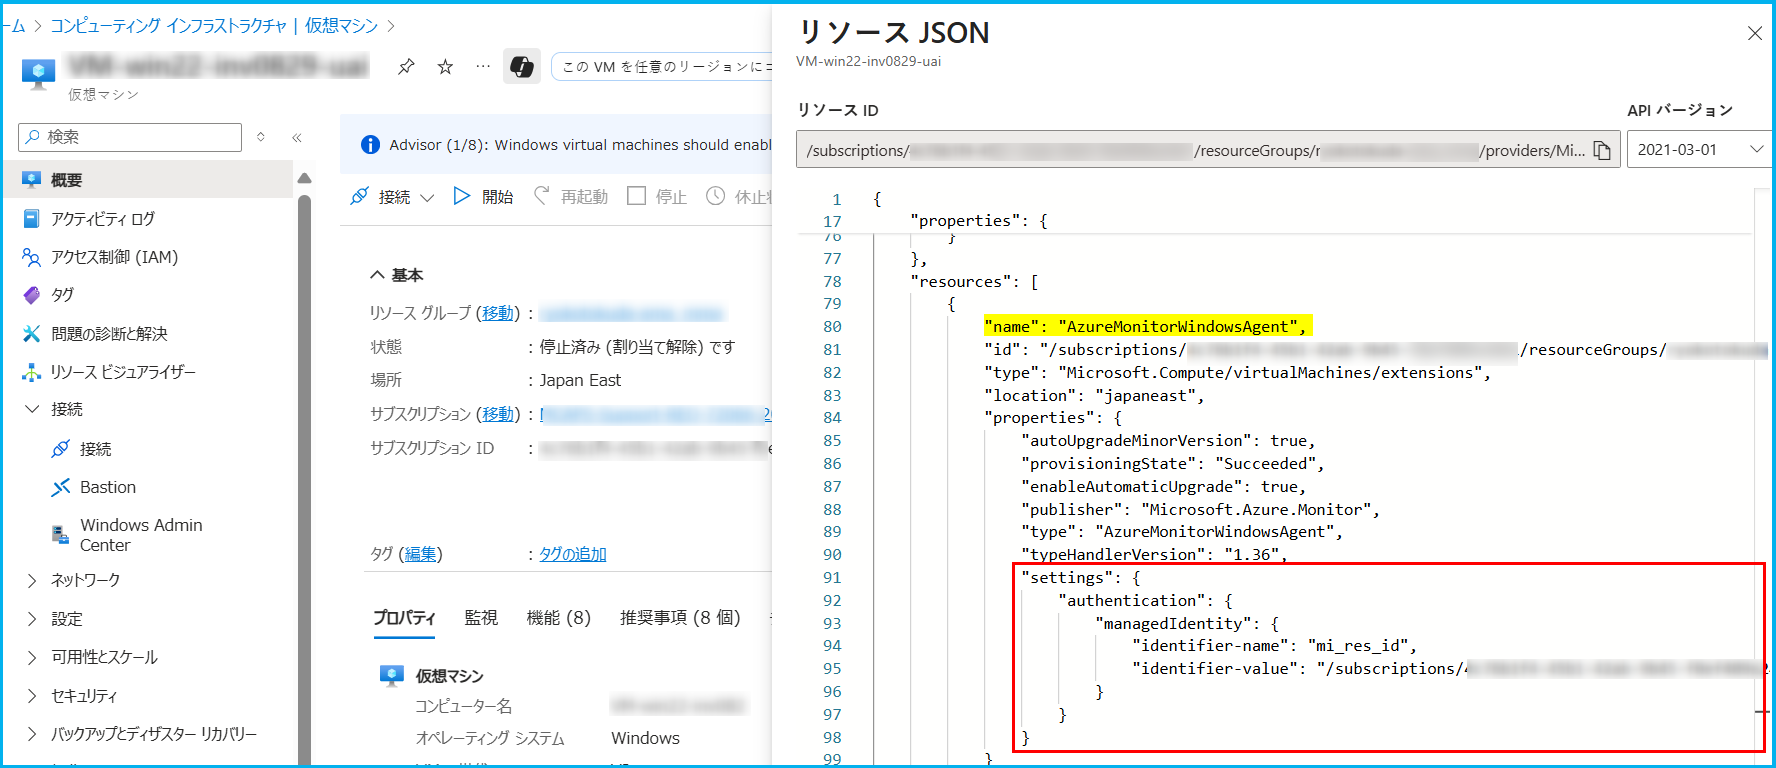 ーム > コンピューティング インフラストラクチャ | 仮想マシン >
VM-win22-inv0829-uai
仮想マシン
この VM を任意のリージョンにコ
検索
概要
アクティビティ ログ
アクセス制御 (IAM)
タグ
問題の診断と解決
リソース ビジュアライザー
接続
接続
Bastion
Windows Admin
Center
ネットワーク
設定
可用性とスケール
セキュリティ
バックアップとディザスター リカバリー
Advisor (1/8): Windows virtual machines should enabl
接続 開始 再起動 停止 休止
基本
リソース グループ (移動) :
状態 : 停止済み (割り当て解除) です
場所 : Japan East
サブスクリプション (移動) :
サブスクリプション ID :
タグ (編集) : タグの追加
プロパティ 監視 機能 (8) 推奨事項 (8 個)
仮想マシン
コンピューター名
オペレーティング システム Windows
リソース JSON
VM-win22-inv0829-uai
リソース ID
API バージョン
/subscriptions/ /resourceGroups/ /providers/Mi...
2021-03-01
1 {
17 "properties": {
76 }
77 },
78 "resources": [
79 {
80 "name": "AzureMonitorWindowsAgent",
81 "id": "/subscriptions/ /resourceGroups/
82 "type": "Microsoft.Compute/virtualMachines/extensions",
83 "location": "japaneast",
84 "properties": {
85 "autoUpgradeMinorVersion": true,
86 "provisioningState": "Succeeded",
87 "enableAutomaticUpgrade": true,
88 "publisher": "Microsoft.Azure.Monitor",
89 "type": "AzureMonitorWindowsAgent",
90 "typeHandlerVersion": "1.36",
91 "settings": {
92 "authentication": {
93 "managedIdentity": {
94 "identifier-name": "mi_res_id",
95 "identifier-value": "/subscriptions/
96 }
97 }
98 }
99 }